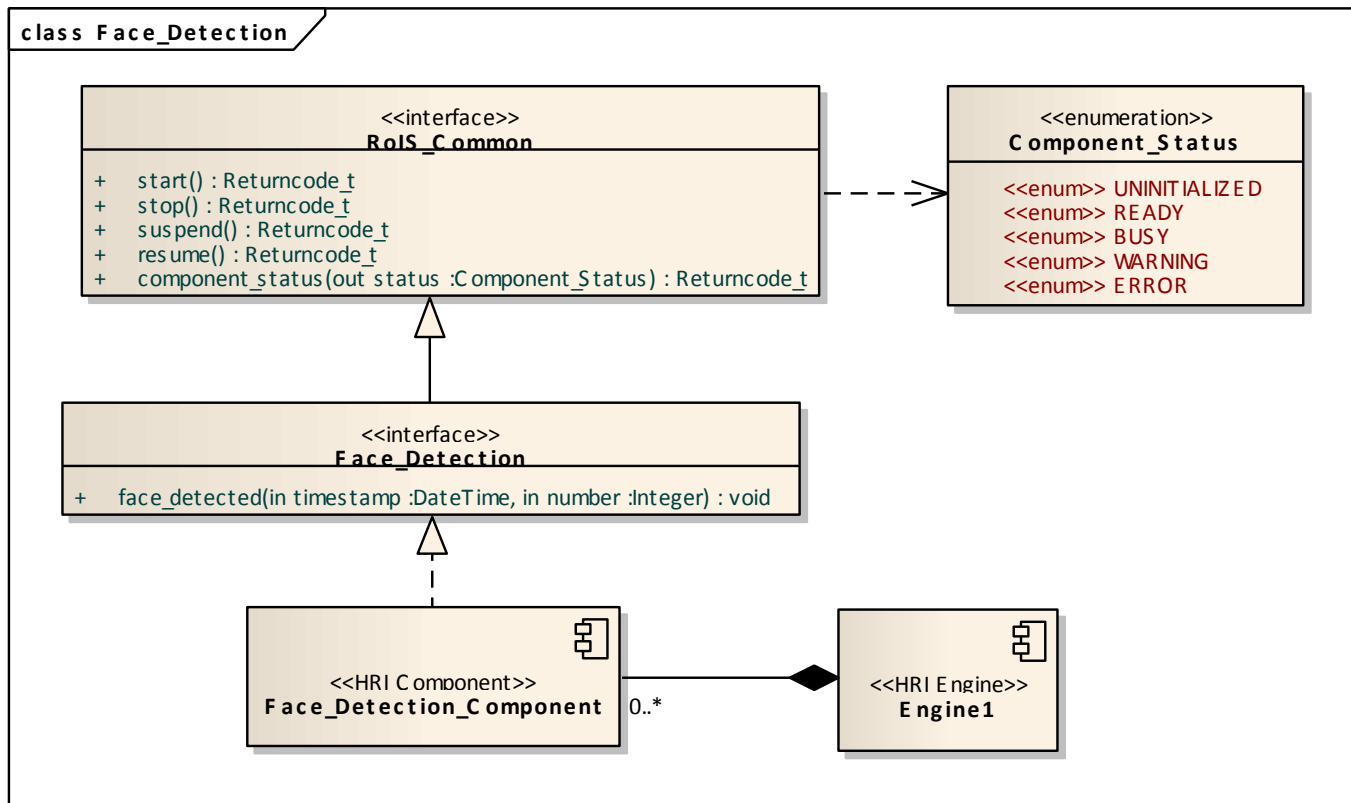 class Face_Detection
<<interface>>
RoIS_Common
+ start() : Returncode_t
+ stop() : Returncode_t
+ suspend() : Returncode_t
+ resume() : Returncode_t
+ component_status(out status :Component_Status) : Returncode_t
<<enumeration>>
Component_Status
<<enum>> UNINITIALIZED
<<enum>> READY
<<enum>> BUSY
<<enum>> WARNING
<<enum>> ERROR
<<interface>>
Face_Detection
+ face_detected(in timestamp :DateTime, in number :Integer) : void
<<HRI Component>>
Face_Detection_Component
0..*
<<HRI Engine>>
Engine1